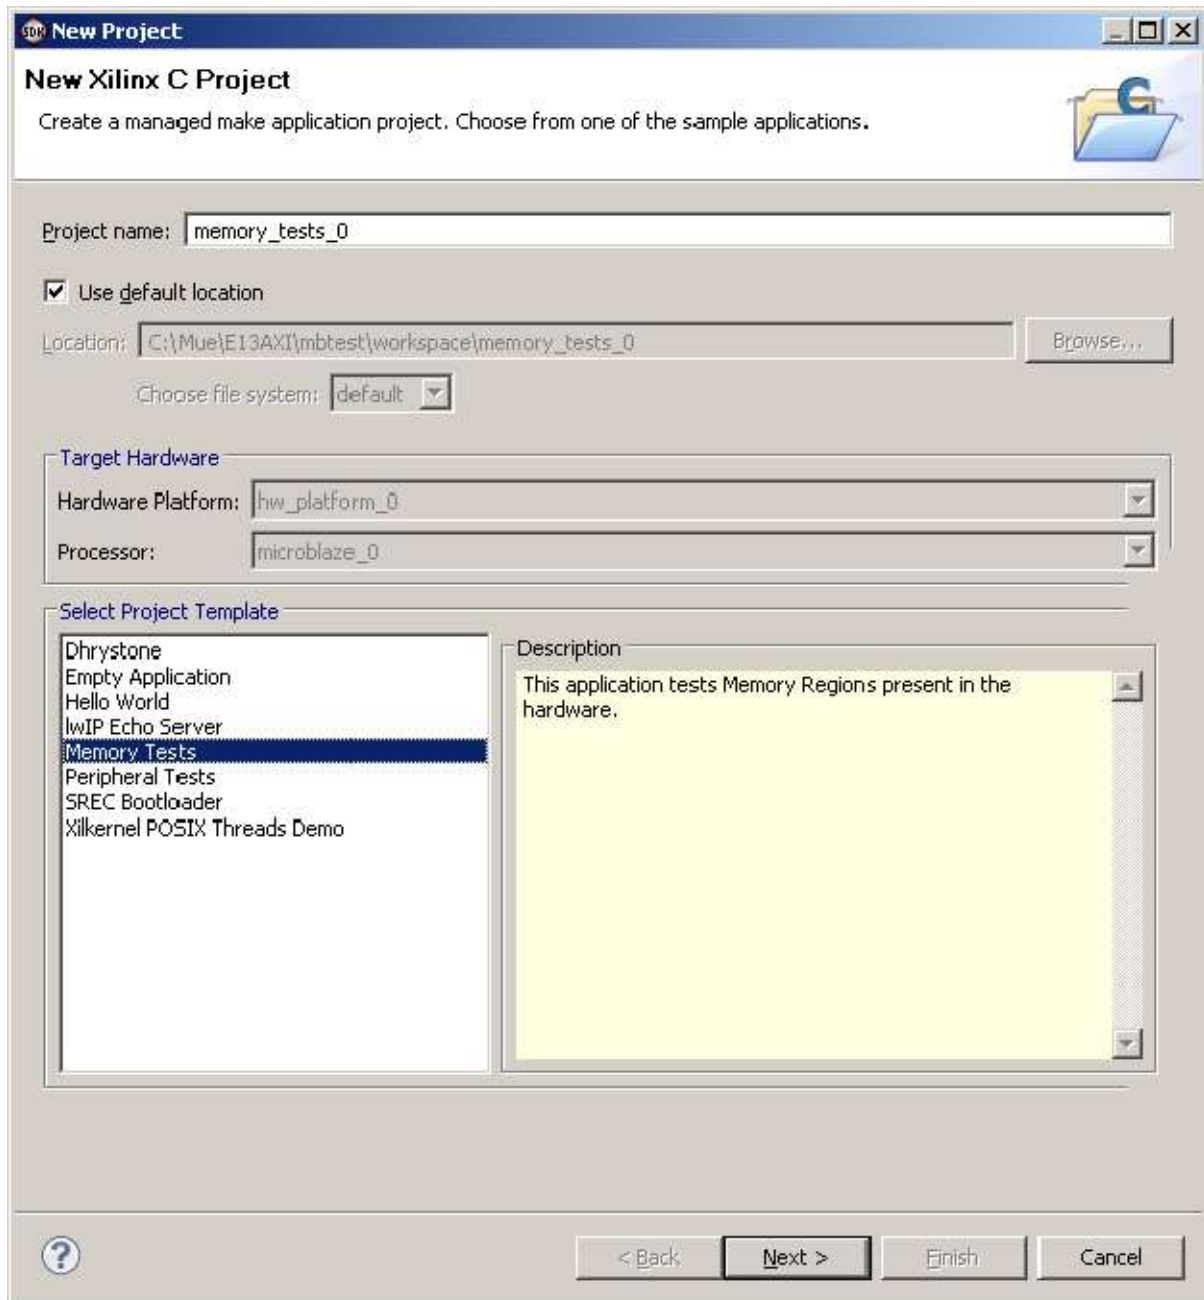 SDK New Project
New Xilinx C Project
Create a managed make application project. Choose from one of the sample applications.
C
Project name: memory_tests_0
Use default location
Location: C:\Mue\E13AXI\mbtest\workspace\memory_tests_0 Browse...
Choose file system: default
Target Hardware
Hardware Platform: hw_platform_0
Processor: microblaze_0
Select Project Template
Dhrystone
Empty Application
Hello World
lwIP Echo Server
Memory Tests
Peripheral Tests
SREC Bootloader
Xilkernel POSIX Threads Demo
Description
This application tests Memory Regions present in the
hardware.
? < Back Next > Finish Cancel